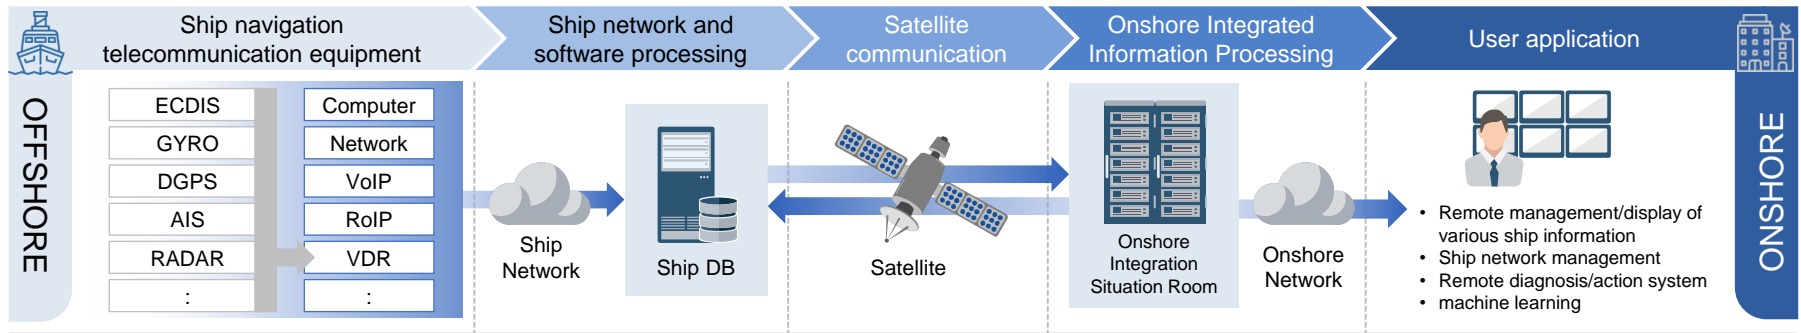 OFFSHORE
Ship navigation
telecommunication equipment
Ship network and
software processing
Satellite
communication
Onshore Integrated
Information Processing
User application
ECDIS
GYRO
DGPS
AIS
RADAR
:
Computer
Network
VoIP
RoIP
VDR
:
Ship
Network
Ship DB
Satellite
Onshore
Integration
Situation Room
Onshore
Network
• Remote management/display of
various ship information
• Ship network management
• Remote diagnosis/action system
• machine learning
ONSHORE